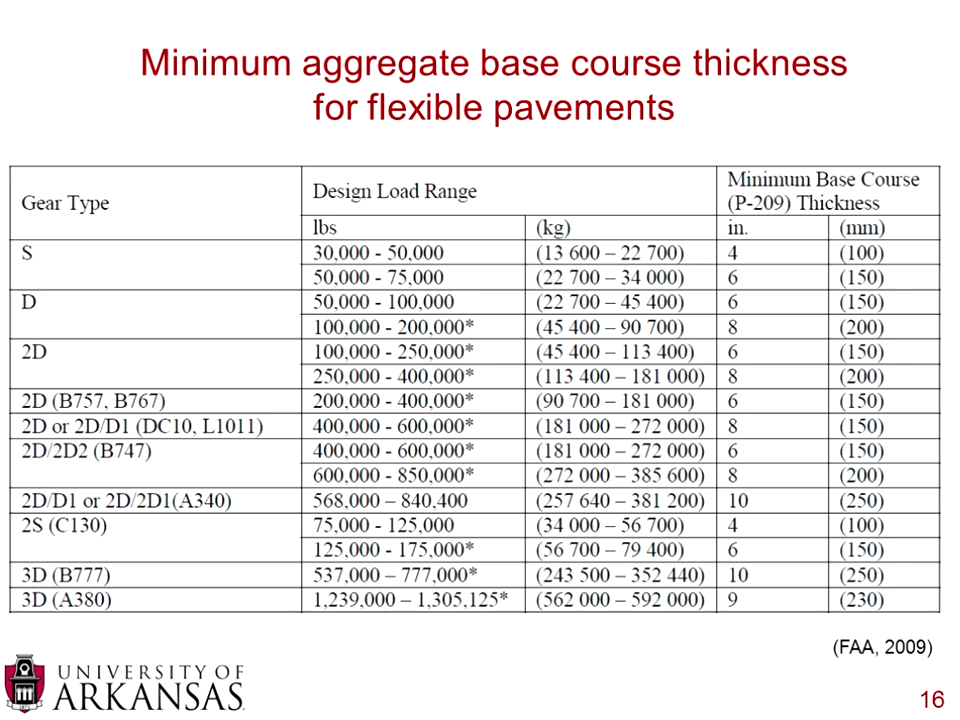 Minimum aggregate base course thickness
for flexible pavements
Gear Type Design Load Range Minimum Base Course
(P-209) Thickness
lbs (kg) in. (mm)
S 30,000 - 50,000 (13 600 – 22 700) 4 (100)
50,000 - 75,000 (22 700 – 34 000) 6 (150)
D 50,000 - 100,000 (22 700 – 45 400) 6 (150)
100,000 - 200,000* (45 400 – 90 700) 8 (200)
2D 100,000 - 250,000* (45 400 – 113 400) 6 (150)
250,000 - 400,000* (113 400 – 181 000) 8 (200)
2D (B757, B767) 200,000 - 400,000* (90 700 – 181 000) 6 (150)
2D or 2D/D1 (DC10, L1011) 400,000 - 600,000* (181 000 – 272 000) 8 (150)
2D/2D2 (B747) 400,000 - 600,000* (181 000 – 272 000) 6 (150)
600,000 - 850,000* (272 000 – 385 600) 8 (200)
2D/D1 or 2D/2D1(A340) 568,000 – 840,400 (257 640 – 381 200) 10 (250)
2S (C130) 75,000 - 125,000 (34 000 – 56 700) 4 (100)
125,000 - 175,000* (56 700 – 79 400) 6 (150)
3D (B777) 537,000 – 777,000* (243 500 – 352 440) 10 (250)
3D (A380) 1,239,000 – 1,305,125* (562 000 – 592 000) 9 (230)
(FAA, 2009)
UNIVERSITY OF
ARKANSAS
16